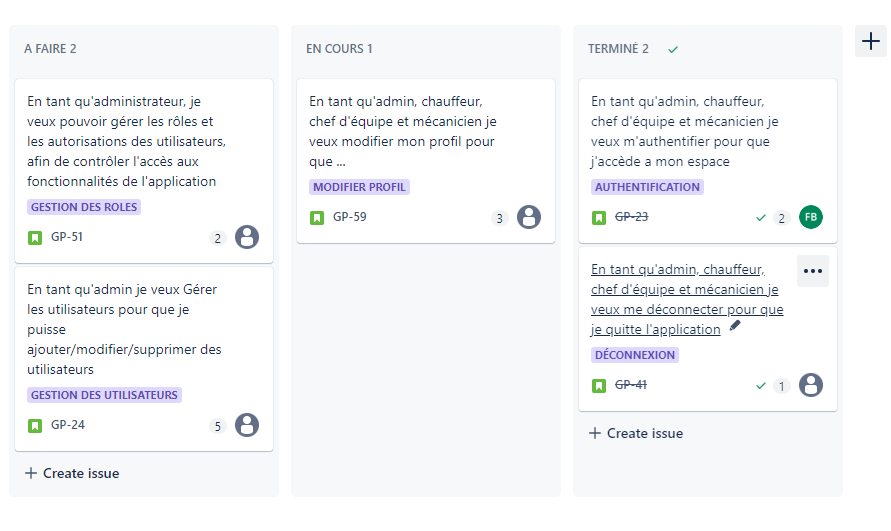 A FAIRE 2
En tant qu'administrateur, je
veux pouvoir gérer les rôles et
les autorisations des utilisateurs,
afin de contrôler l'accès aux
fonctionnalités de l'application
GESTION DES ROLES
GP-51
2
En tant qu'admin je veux Gérer
les utilisateurs pour que je
puisse
ajouter/modifier/supprimer des
utilisateurs
GESTION DES UTILISATEURS
GP-24
5
+ Create issue
EN COURS 1
En tant qu'admin, chauffeur,
chef d'équipe et mécanicien je
veux modifier mon profil pour
que ...
MODIFIER PROFIL
GP-59
3
TERMINÉ 2
En tant qu'admin, chauffeur,
chef d'équipe et mécanicien je
veux m'authentifier pour que
j'accède a mon espace
AUTHENTIFICATION
GP-23
2
FB
En tant qu'admin, chauffeur,
chef d'équipe et mécanicien je
veux me déconnecter pour que
je quitte l'application
DÉCONNEXION
GP-41
1
+ Create issue